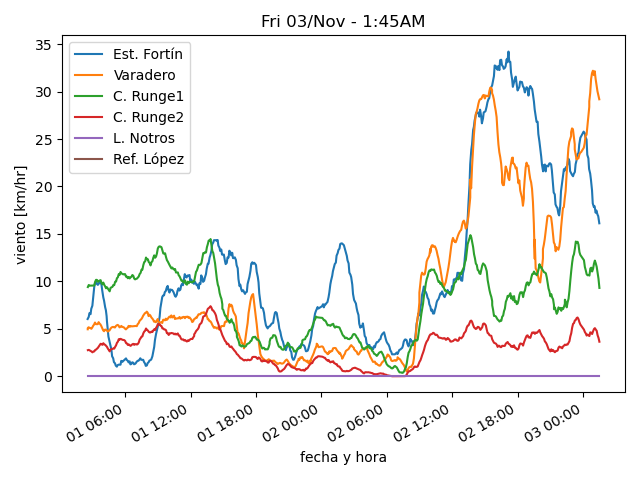 Fri 03/Nov - 1:45AM
Est. Fortín
Varadero
C. Runge1
C. Runge2
L. Notros
Ref. López
viento [km/hr]
35
30
25
20
15
10
5
0
01 06:00
01 12:00
01 18:00
02 00:00
02 06:00
02 12:00
02 18:00
03 00:00
fecha y hora